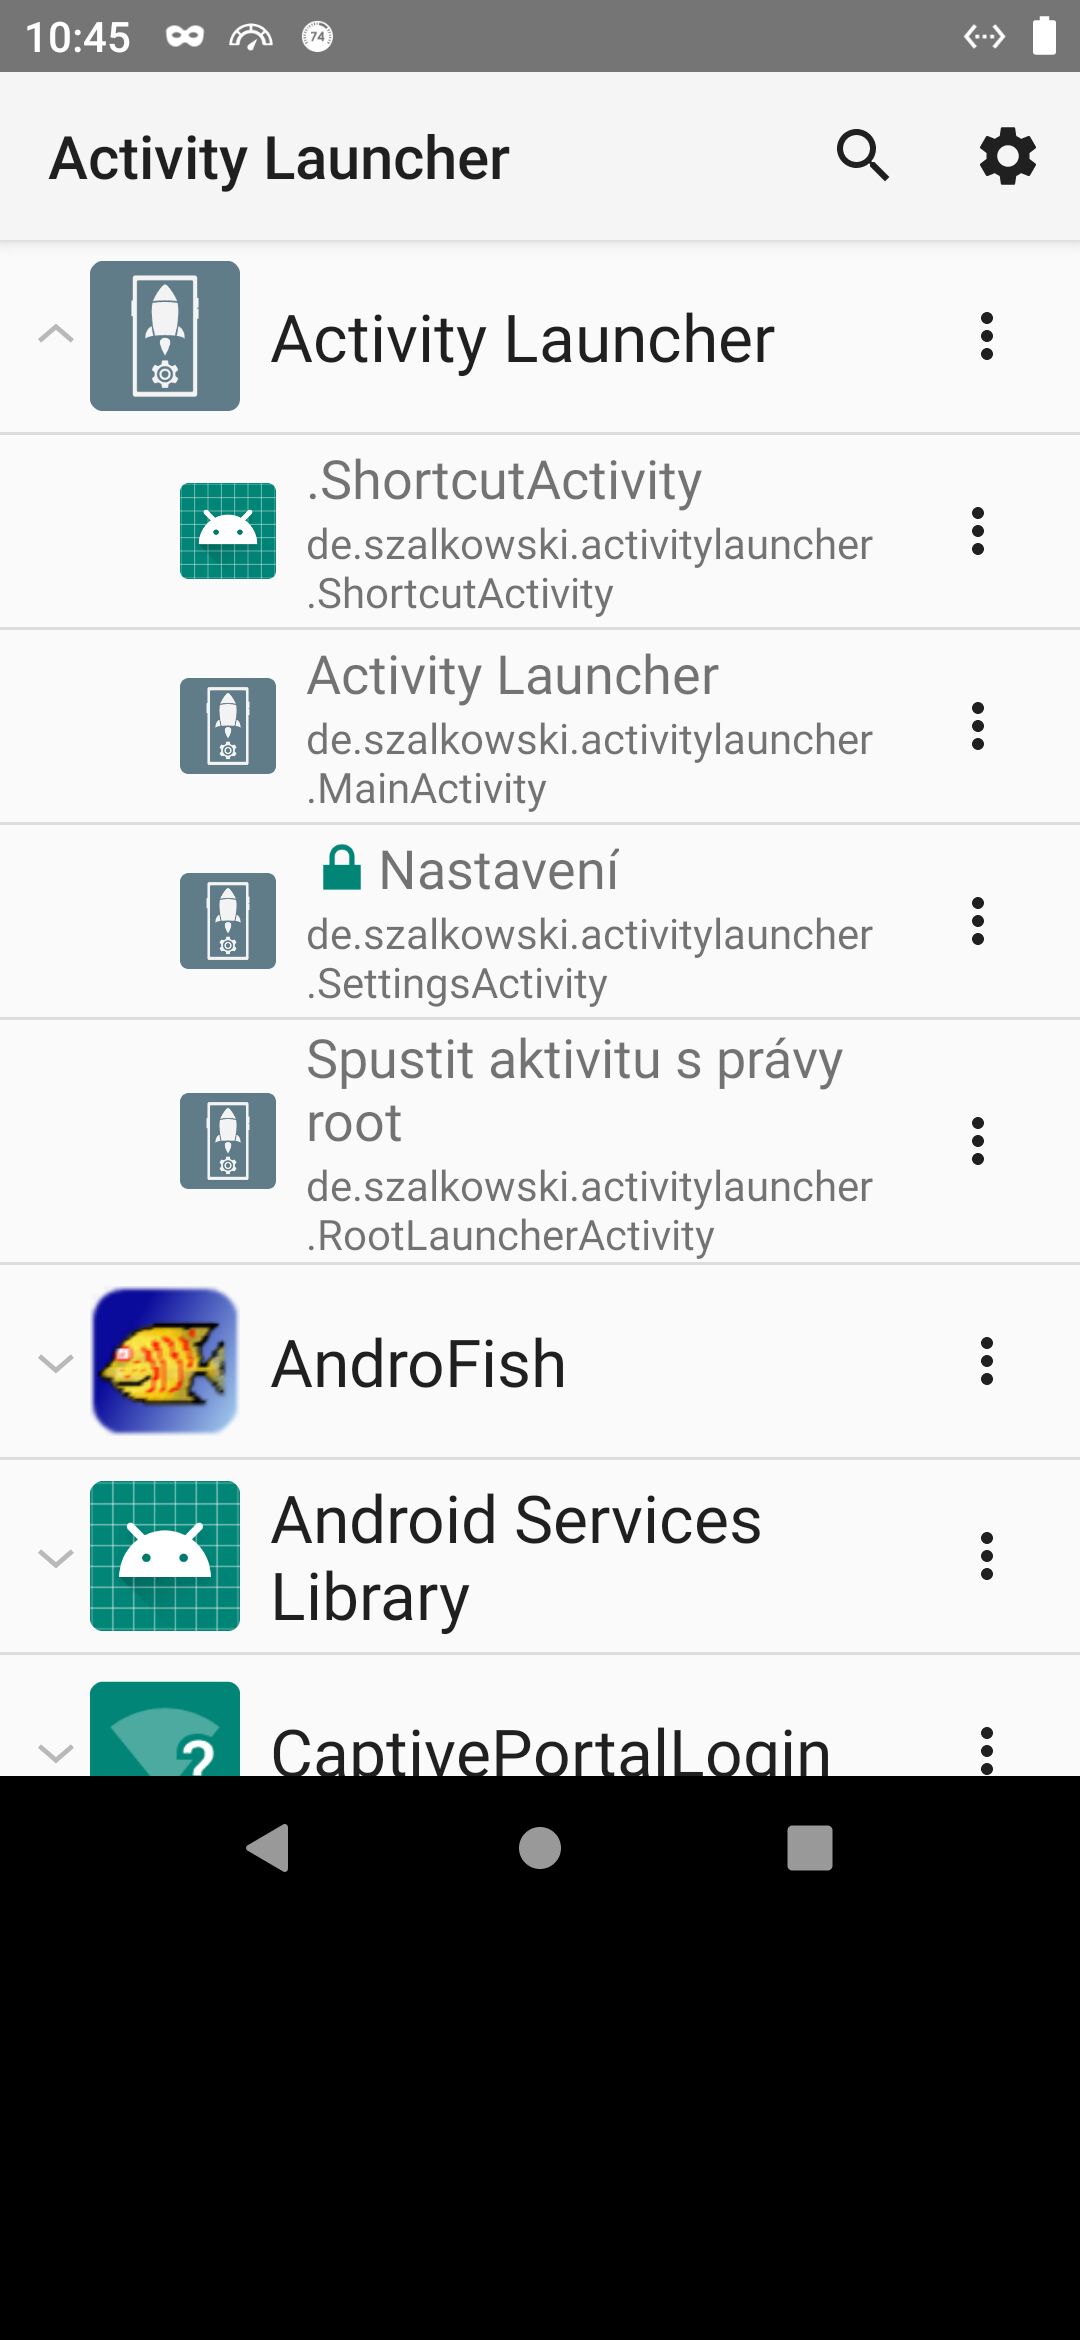 10:45
74
Activity Launcher
Activity Launcher
.ShortcutActivity
de.szalkowski.activitylauncher
.ShortcutActivity
Activity Launcher
de.szalkowski.activitylauncher
.MainActivity
Nastavení
de.szalkowski.activitylauncher
.SettingsActivity
Spustit aktivitu s právy
root
de.szalkowski.activitylauncher
.RootLauncherActivity
AndroFish
Android Services
Library
?
CaptivePortalLogin